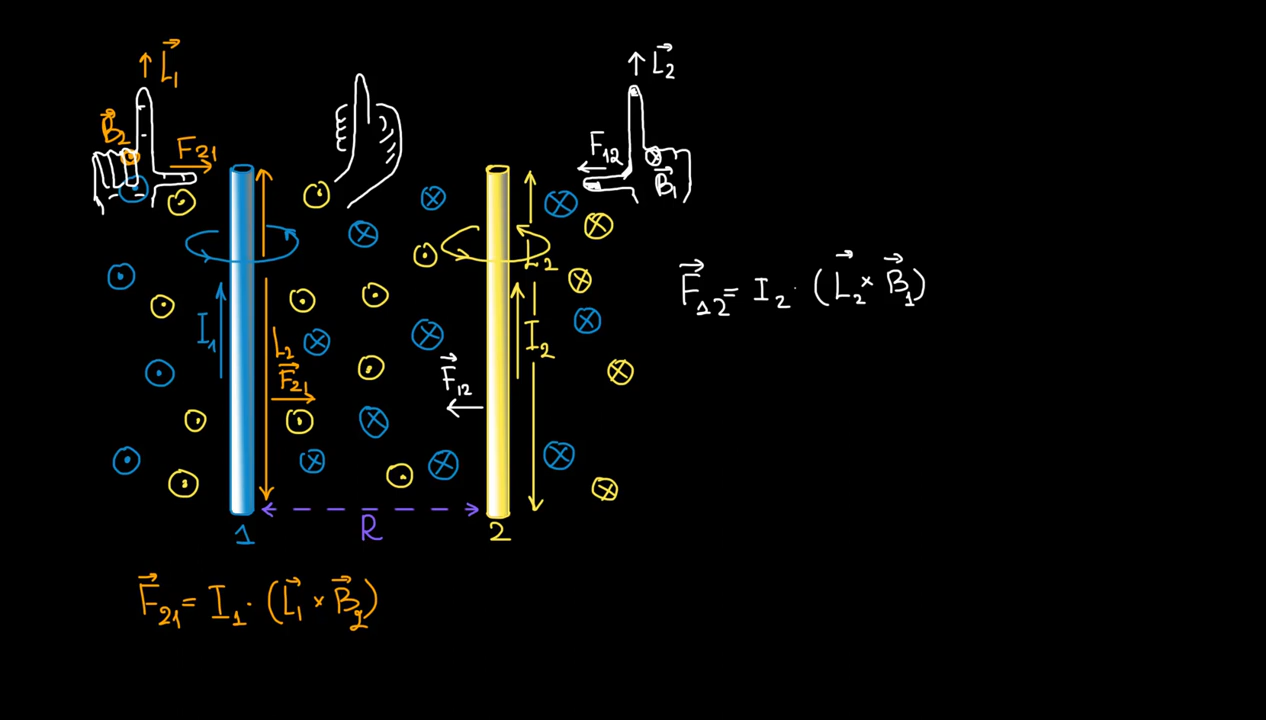 L⃗₁
L⃗₂
B⃗₂
F₂₁
F₁₂
B⃗₁
L₂
I₁
L₂
I₂
F⃗₂₁
F⃗₁₂
F⃗₁₂ = I₂ · (L⃗₂ × B⃗₁)
R
1
2
F⃗₂₁ = I₁ · (L⃗₁ × B⃗₂)